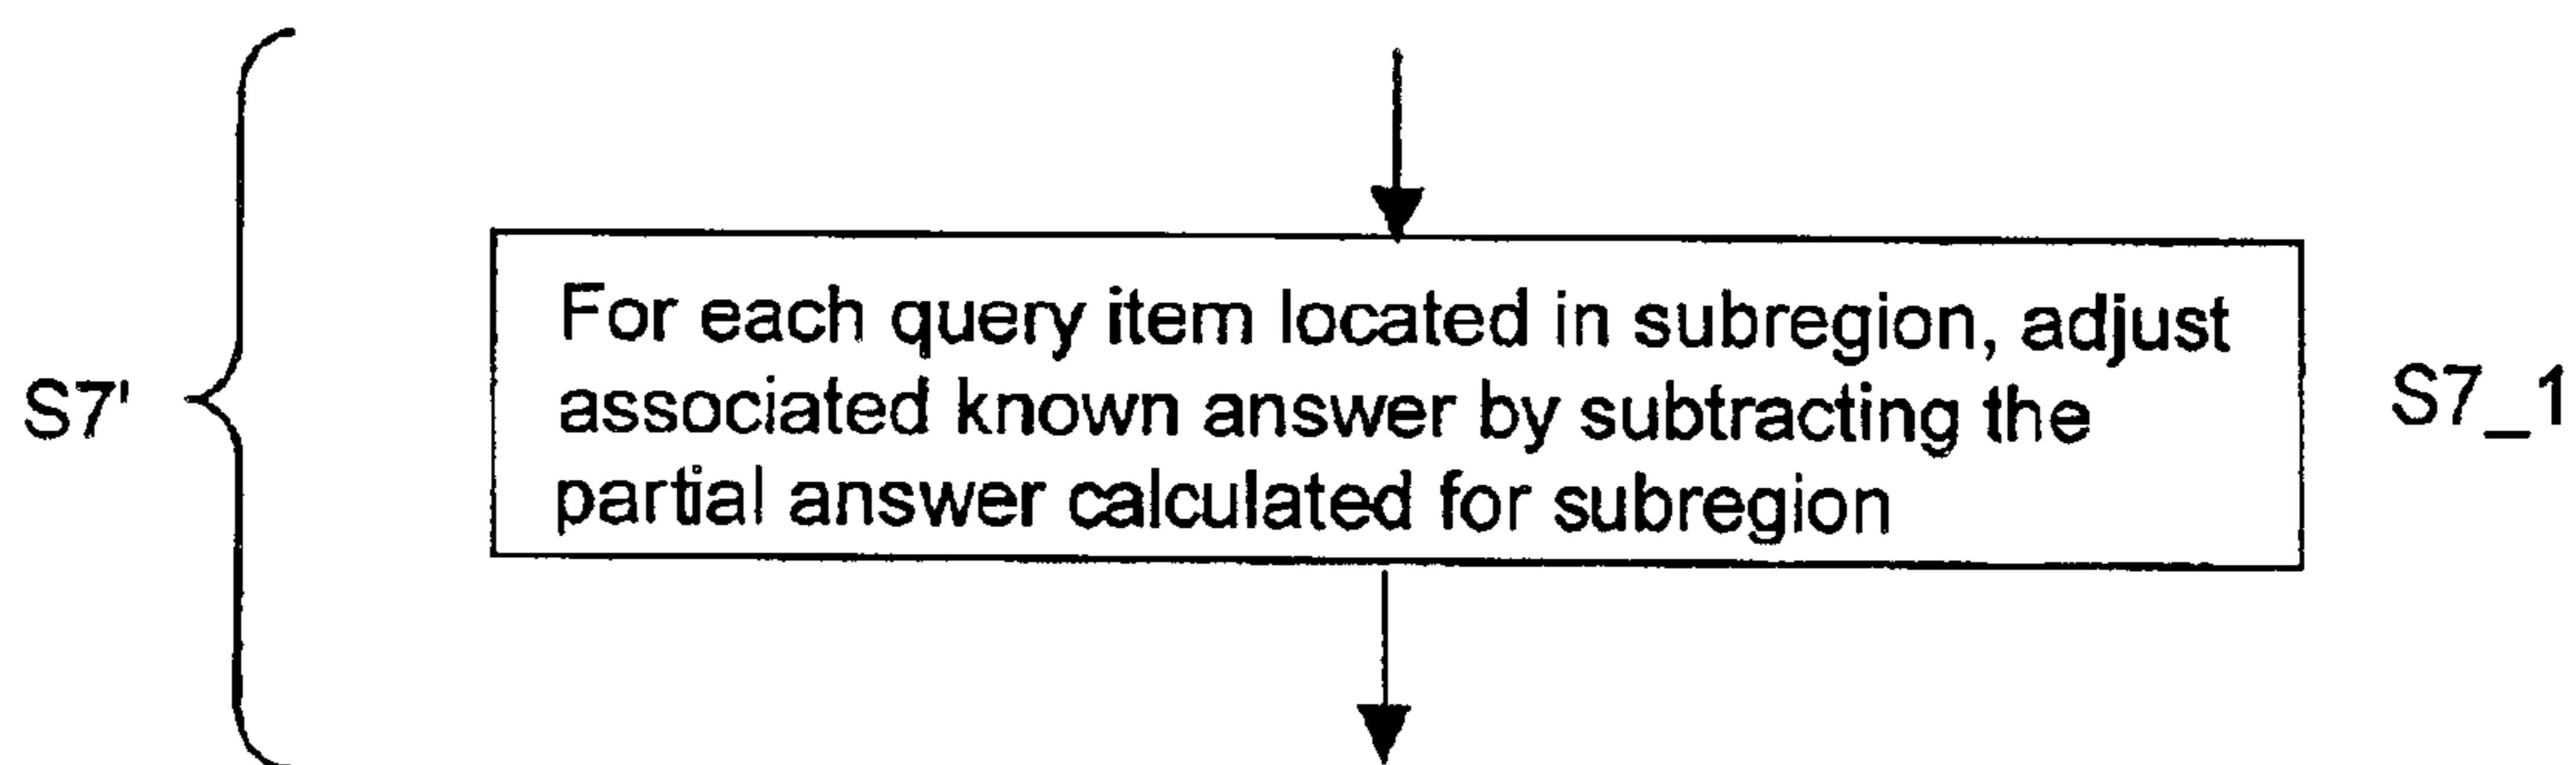 For each query item located in subregion, adjust
associated known answer by subtracting the
partial answer calculated for subregion
S7'
S7_1